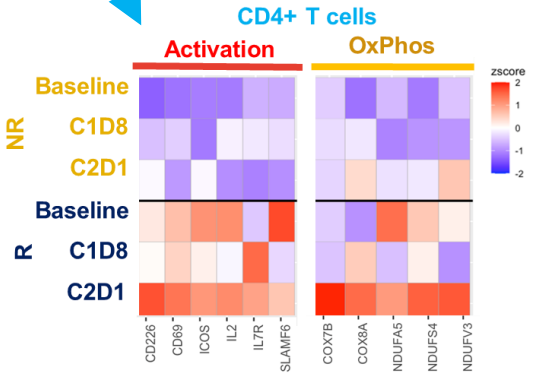 CD4+ T cells
Activation
OxPhos
NR
Baseline
C1D8
C2D1
R
Baseline
C1D8
C2D1
zscore
2
1
0
-1
-2
CD226
CD69
ICOS
IL2
IL7R
SLAMF6
COX7B
COX8A
NDUFA5
NDUFS4
NDUFV3